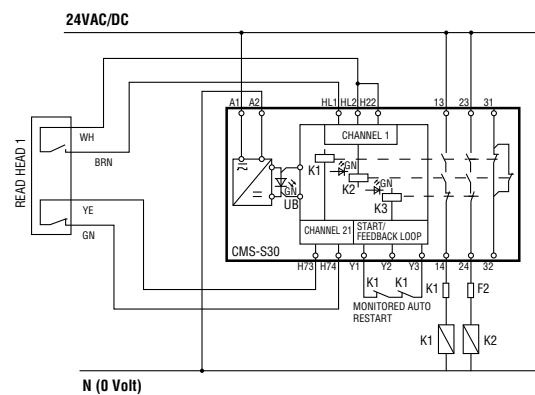 24VAC/DC
A1 A2 HL1 HL2 H22 13 23 31
READ HEAD 1
WH
BRN
YE
GN
CHANNEL 1
K1
GN
K2
GN
K3
GN
UB
CHANNEL 21
START/
FEEDBACK LOOP
CMS-S30
H73 H74 Y1 Y2 Y3 14 24 32
K1 K1
MONITORED AUTO
RESTART
K1 F2
K1 K2
N (0 Volt)